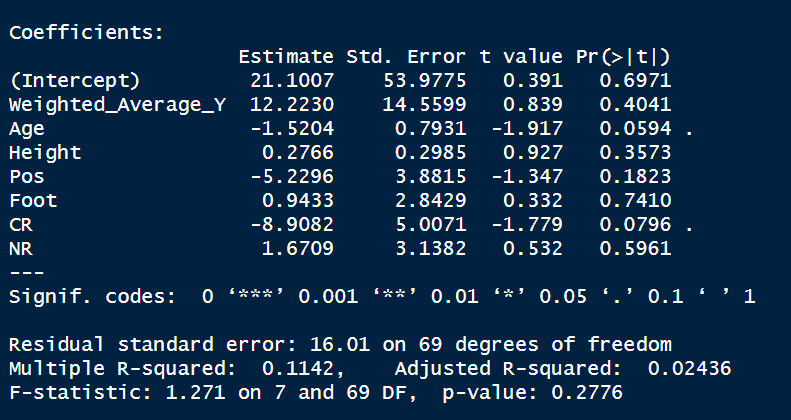 Coefficients:
Estimate Std. Error t value Pr(>|t|)
(Intercept) 21.1007 53.9775 0.391 0.6971
Weighted_Average_Y 12.2230 14.5599 0.839 0.4041
Age -1.5204 0.7931 -1.917 0.0594 .
Height 0.2766 0.2985 0.927 0.3573
Pos -5.2296 3.8815 -1.347 0.1823
Foot 0.9433 2.8429 0.332 0.7410
CR -8.9082 5.0071 -1.779 0.0796 .
NR 1.6709 3.1382 0.532 0.5961
---
Signif. codes: 0 ‘***’ 0.001 ‘**’ 0.01 ‘*’ 0.05 ‘.’ 0.1 ‘ ’ 1
Residual standard error: 16.01 on 69 degrees of freedom
Multiple R-squared: 0.1142, Adjusted R-squared: 0.02436
F-statistic: 1.271 on 7 and 69 DF, p-value: 0.2776